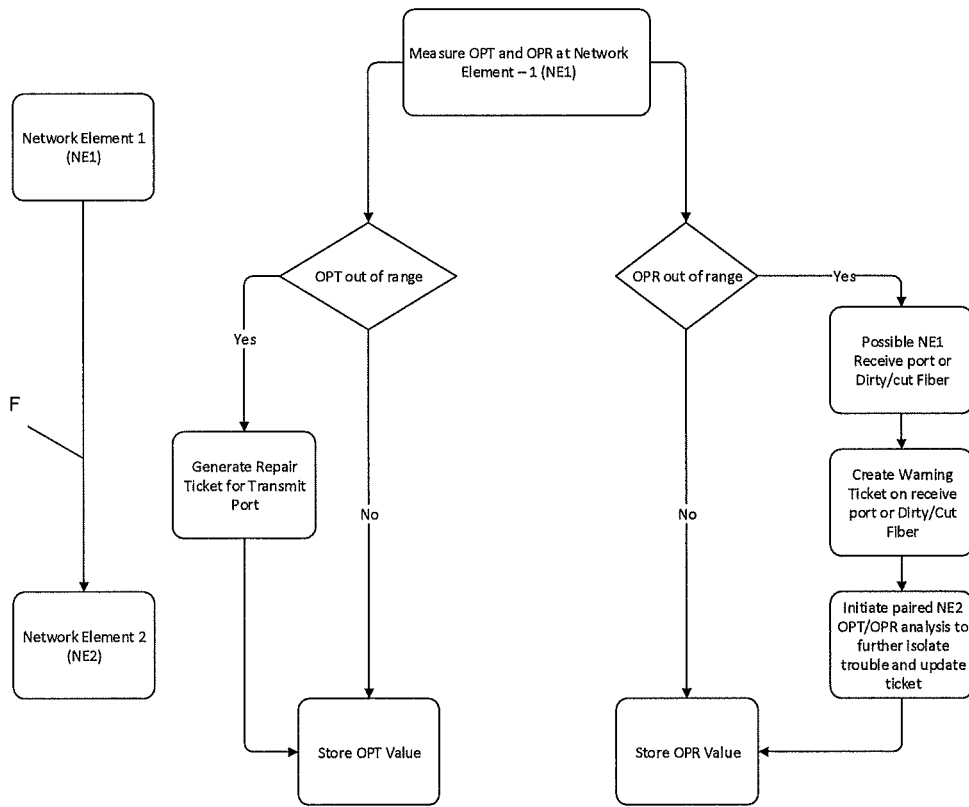 Measure OPT and OPR at Network
Element – 1 (NE1)
Network Element 1
(NE1)
OPT out of range
OPR out of range
Yes
Yes
Possible NE1
Receive port or
Dirty/cut Fiber
F
Generate Repair
Ticket for Transmit
Port
Create Warning
Ticket on receive
port or Dirty/Cut
Fiber
No
No
Network Element 2
(NE2)
Initiate paired NE2
OPT/OPR analysis to
further isolate
trouble and update
ticket
Store OPT Value
Store OPR Value